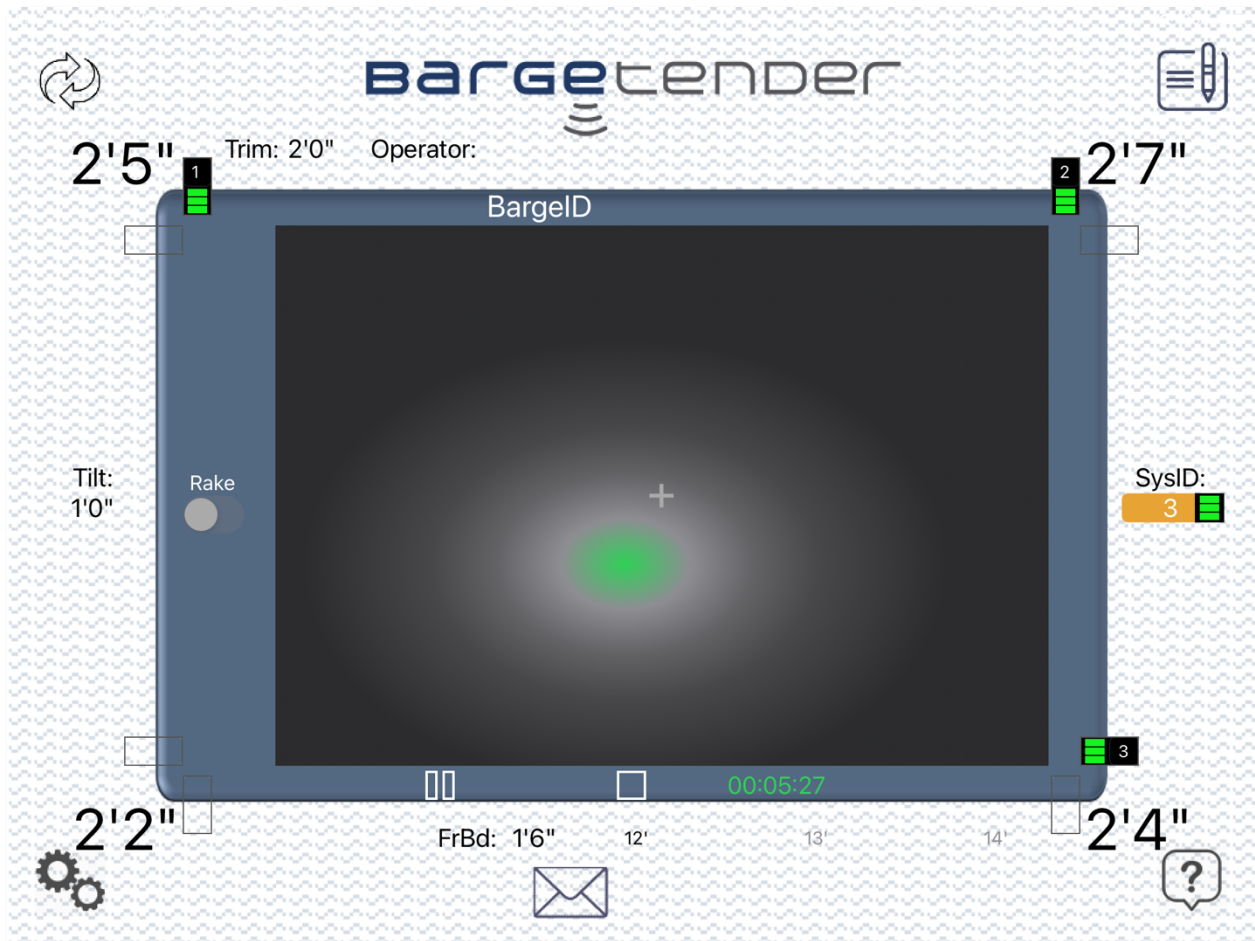 Bargetender
Trim: 2'0" Operator:
2'5" 1 2 2'7"
BargeID
Tilt:
1'0"
Rake
SysID:
3
3
00:05:27
2'2" 2'4"
FrBd: 1'6" 12' 13' 14'
?